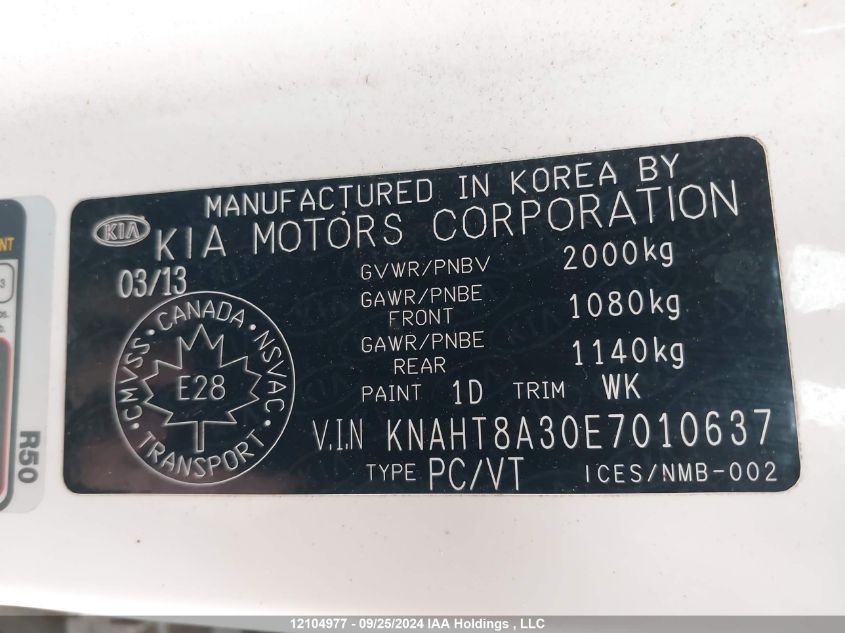 MANUFACTURED IN KOREA BY
KIA KIA MOTORS CORPORATION
03/13
GVWR/PNBV 2000kg
GAWR/PNBE FRONT 1080kg
GAWR/PNBE REAR 1140kg
PAINT 1D TRIM WK
V.I.N KNAHT8A30E7010637
TYPE PC/VT ICES/NMB-002
CMVSS • CANADA • NSVAC • TRANSPORT •
E28
R50
NT
3
12104977 - 09/25/2024 IAA Holdings , LLC